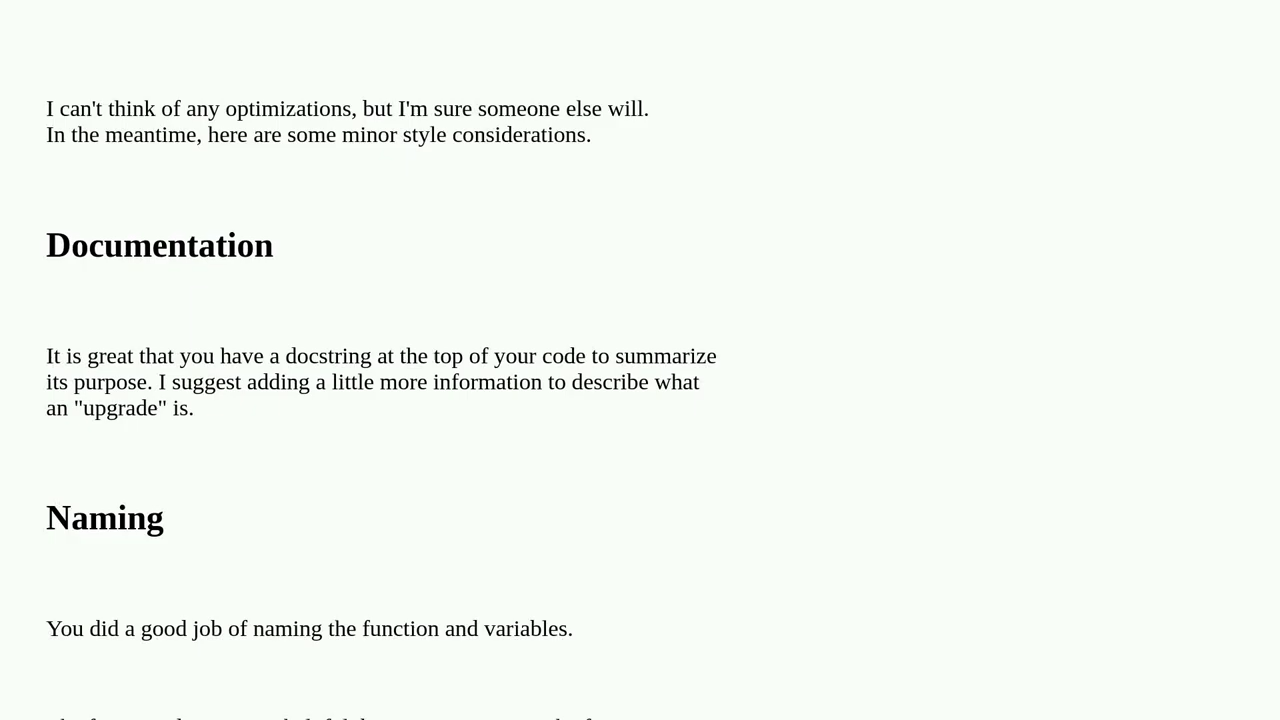 I can't think of any optimizations, but I'm sure someone else will.
In the meantime, here are some minor style considerations.
Documentation
It is great that you have a docstring at the top of your code to summarize
its purpose. I suggest adding a little more information to describe what
an "upgrade" is.
Naming
You did a good job of naming the function and variables.